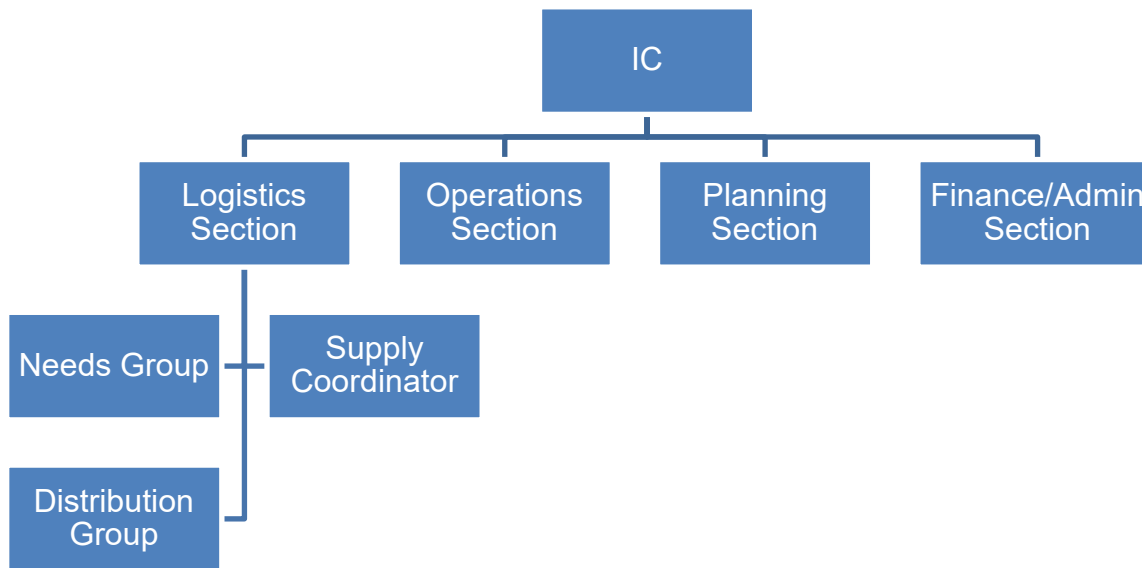 IC
Logistics
Section
Operations
Section
Planning
Section
Finance/Admin
Section
Needs Group
Supply
Coordinator
Distribution
Group